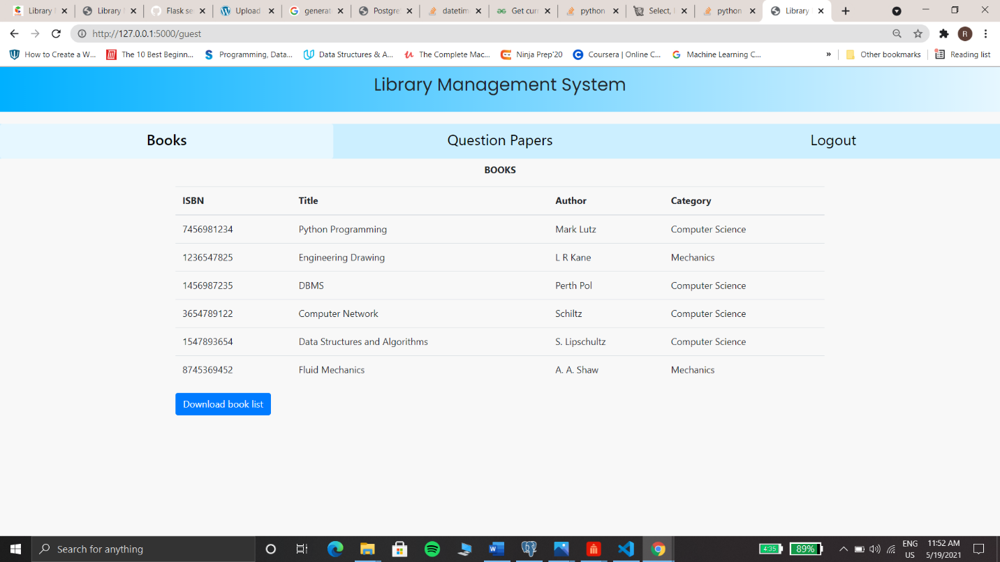 Library Library Flask se Upload generat Postgre datetim Get curr python Select, python Library
http://127.0.0.1:5000/guest R
How to Create a W... The 10 Best Beginn... Programming, Data... Data Structures & A... The Complete Mac... Ninja Prep'20 Coursera | Online C... Machine Learning C... » Other bookmarks Reading list
Library Management System
Books Question Papers Logout
BOOKS
ISBN Title Author Category
7456981234 Python Programming Mark Lutz Computer Science
1236547825 Engineering Drawing L R Kane Mechanics
1456987235 DBMS Perth Pol Computer Science
3654789122 Computer Network Schiltz Computer Science
1547893654 Data Structures and Algorithms S. Lipschultz Computer Science
8745369452 Fluid Mechanics A. A. Shaw Mechanics
Download book list
Search for anything 4:35 89% ENG 11:52 AM
US 5/19/2021